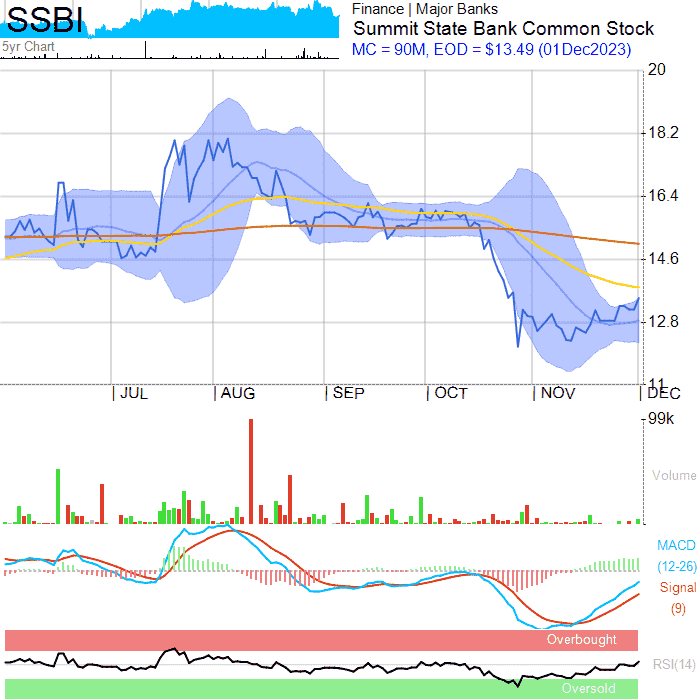 SSBI
5yr Chart
Finance | Major Banks
Summit State Bank Common Stock
MC = 90M, EOD = $13.49 (01Dec2023)
20
18.2
16.4
14.6
12.8
11
JUL AUG SEP OCT NOV DEC
99k
Volume
MACD
(12-26)
Signal
(9)
Overbought
RSI(14)
Oversold